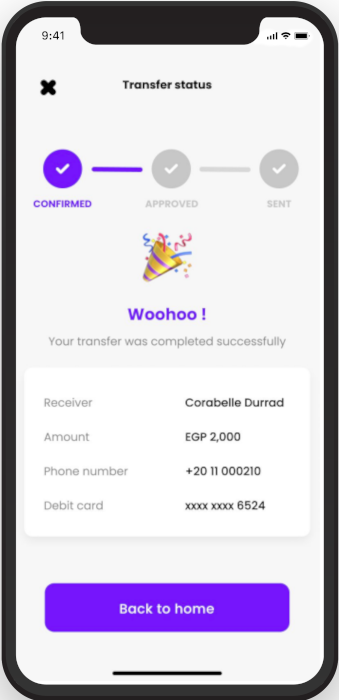 9:41
Transfer status
CONFIRMED APPROVED SENT
Woohoo !
Your transfer was completed successfully
Receiver Corabelle Durrad
Amount EGP 2,000
Phone number +20 11 000210
Debit card xxxx xxxx 6524
Back to home